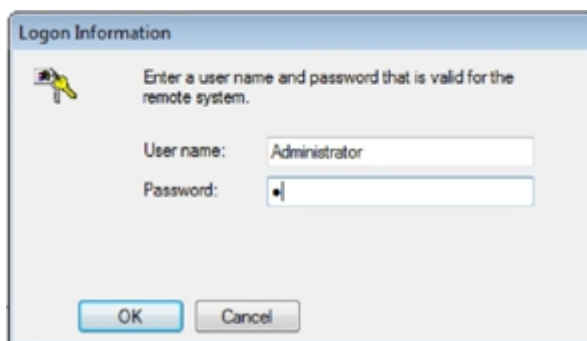 Logon Information
Enter a user name and password that is valid for the
remote system.
User name: Administrator
Password: •
OK Cancel